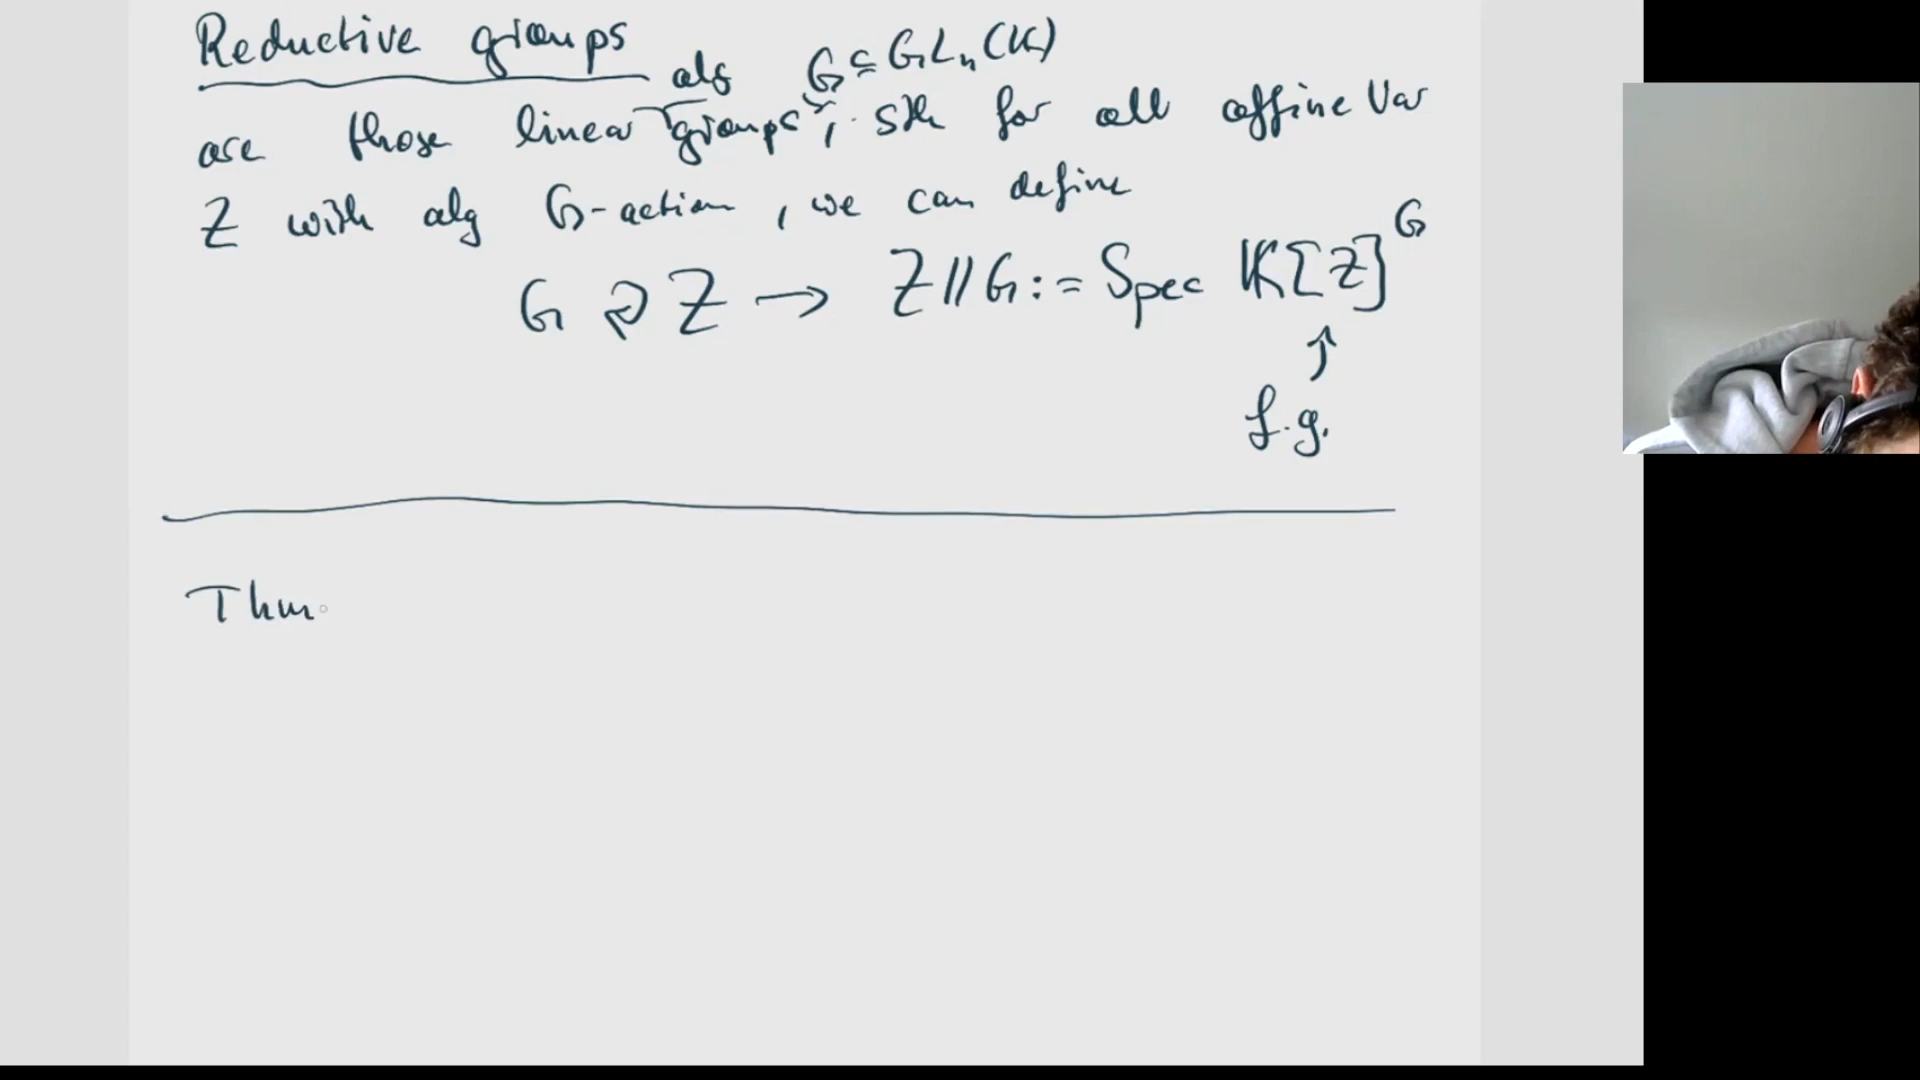 Reductive groups alg G ⊆ GLₙ(K)
are those linear groups, sth for all affine Var
Z with alg G-action, we can define
G ↻ Z → Z//G := Spec K[Z]^G
↑
f.g.
Thm